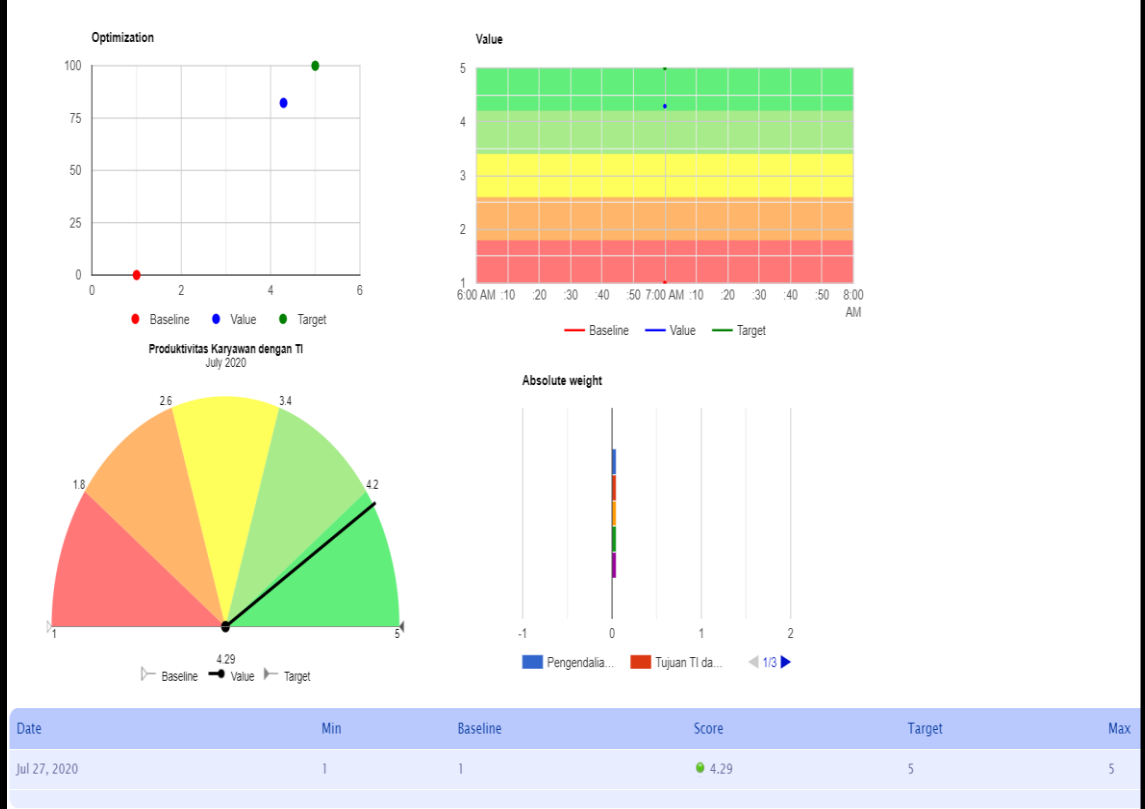 Optimization
100
75
50
25
0
0 2 4 6
Baseline Value Target
Value
5
4
3
2
1
6:00 AM :10 :20 :30 :40 :50 7:00 AM :10 :20 :30 :40 :50 8:00
AM
Baseline Value Target
Produktivitas Karyawan dengan TI
July 2020
2.6 3.4
1.8 4.2
1 5
4.29
Baseline Value Target
Absolute weight
-1 0 1 2
Pengendalia... Tujuan TI da... 1/3
Date Min Baseline Score Target Max
Jul 27, 2020 1 1 4.29 5 5